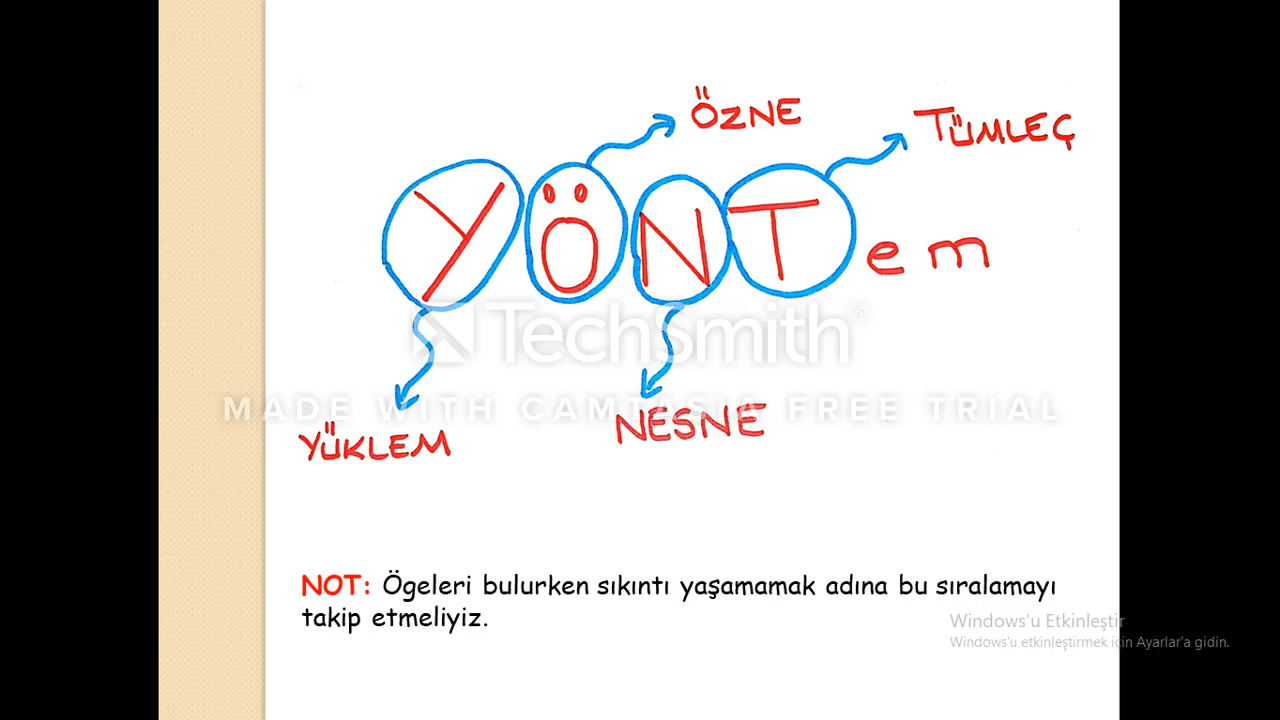 ÖZNE
TÜMLEÇ
YÖNTem
TechSmith®
MADE WITH CAMTASIA FREE TRIAL
NESNE
YÜKLEM
NOT: Ögeleri bulurken sıkıntı yaşamamak adına bu sıralamayı
takip etmeliyiz.
Windows'u Etkinleştir
Windows'u etkinleştirmek için Ayarlar'a gidin.